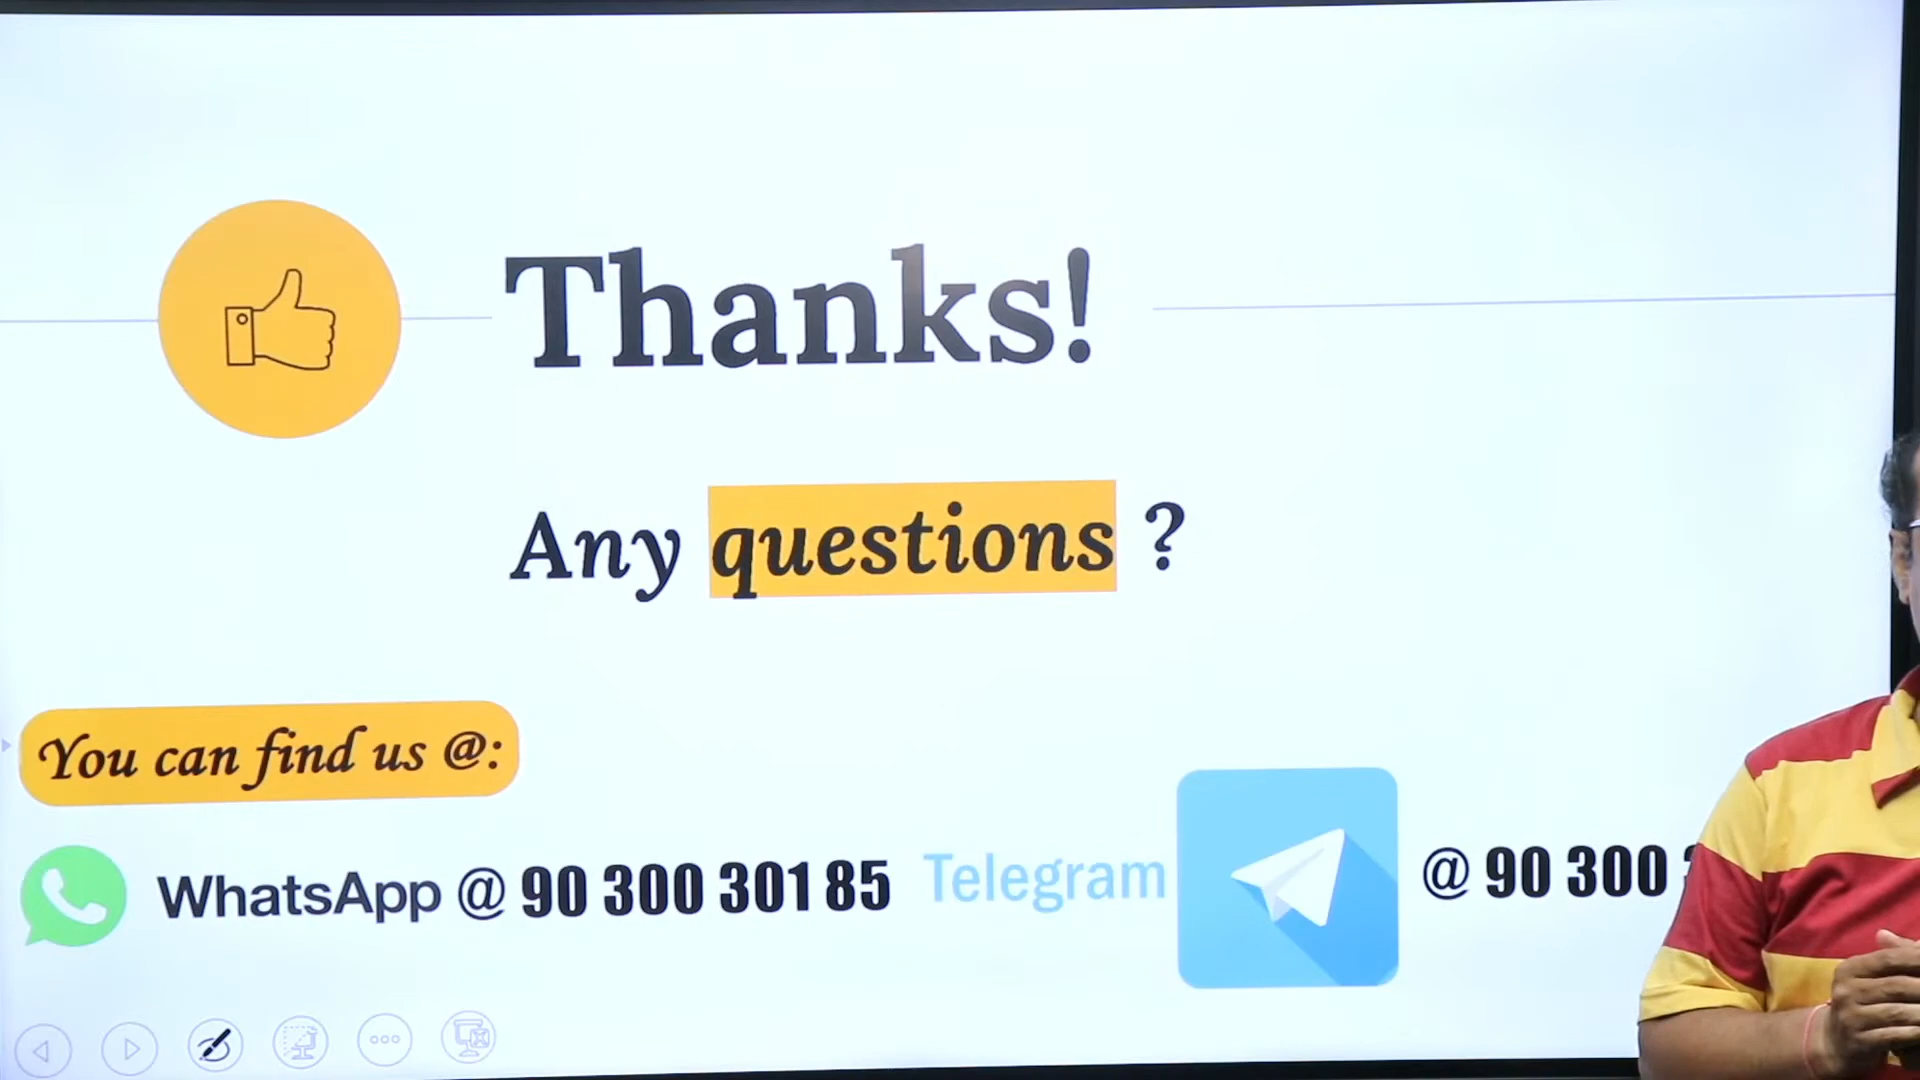 Thanks!
Any questions ?
You can find us @:
WhatsApp @ 90 300 301 85 Telegram @ 90 300